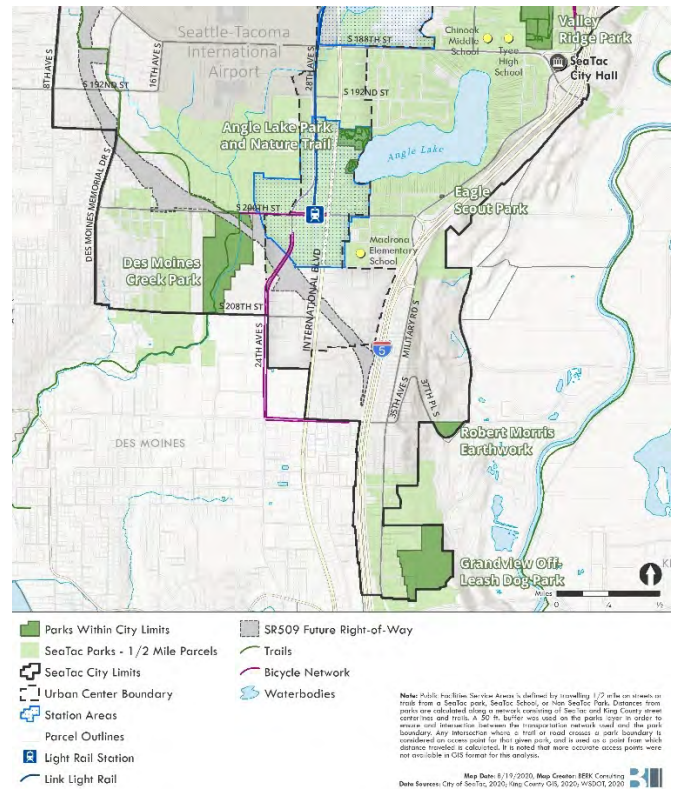 Seattle-Tacoma
International
Airport
8TH AVE S
16TH AVE S
28TH AVE S
S 188TH ST
Chinook
Middle
School
Tyee
High
School
Valley
Ridge Park
SeaTac
City Hall
S 192ND ST
S 192ND ST
Angle Lake Park
and Nature Trail
Angle Lake
DES MOINES MEMORIAL DR S
S 200TH ST
Eagle
Scout Park
Des Moines
Creek Park
Madrona
Elementary
School
S 208TH ST
INTERNATIONAL BLVD
24TH AVE S
MILITARY RD S
5
35TH AVE S
37TH PL S
DES MOINES
Robert Morris
Earthwork
Grandview Off-
Leash Dog Park
Miles
0
½
Parks Within City Limits
SeaTac Parks - 1/2 Mile Parcels
SeaTac City Limits
Urban Center Boundary
Station Areas
Parcel Outlines
Light Rail Station
Link Light Rail
SR509 Future Right-of-Way
Trails
Bicycle Network
Waterbodies
Note: Public Facilities Service Areas is defined by travelling 1/2 mile on streets or
trails from a SeaTac park, SeaTac School, or Non SeaTac Park. Distances from
parks are calculated along a network consisting of SeaTac and King County street
centerlines and trails. A 50 ft. buffer was used on the parks layer in order to
ensure and intersection between the transportation network used and the park
boundary. Any intersection where a trail or road crosses a park boundary is
considered an access point for that given park, and is used as a point from which
distance traveled is calculated. It is noted that more accurate access points were
not available in GIS format for this analysis.
Map Date: 8/19/2020, Map Creator: BERK Consulting
Data Sources: City of SeaTac, 2020; King County GIS, 2020; WSDOT, 2020